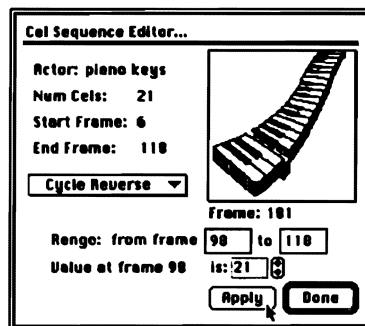 Cel Sequence Editor...
Actor: piano keys
Num Cels: 21
Start Frame: 6
End Frame: 118
Cycle Reverse
Frame: 101
Range: from frame 98 to 118
Value at frame 98 is: 21
Apply Done